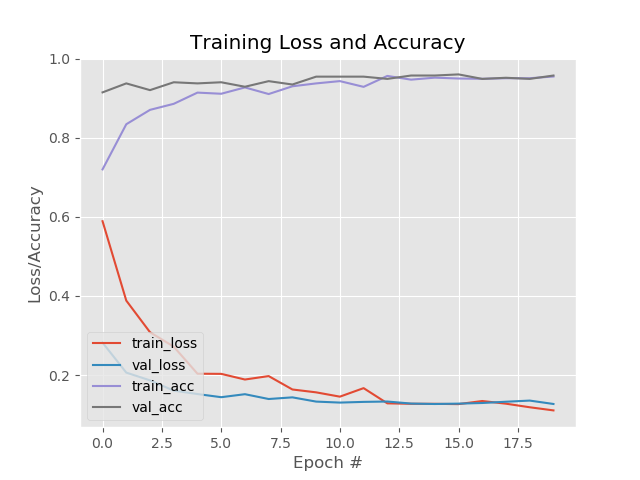 Training Loss and Accuracy
1.0
0.8
0.6
0.4
0.2
Loss/Accuracy
train_loss
val_loss
train_acc
val_acc
0.0 2.5 5.0 7.5 10.0 12.5 15.0 17.5
Epoch #